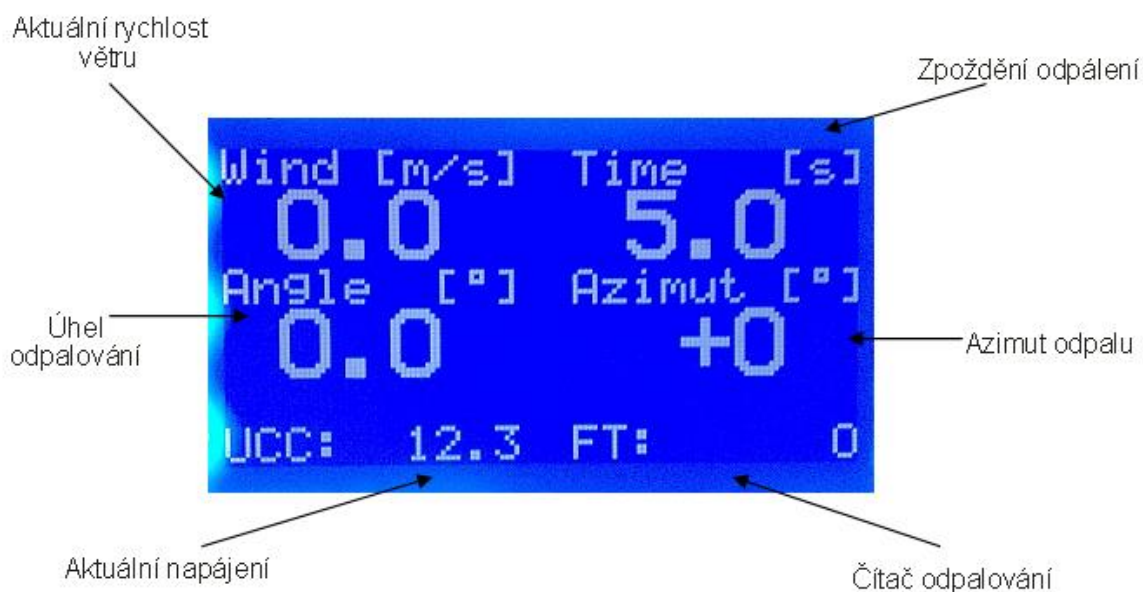 Aktuální rychlost
větru
Zpoždění odpálení
Wind [m/s] Time [s]
0.0 5.0
Angle [°] Azimut [°]
0.0 +0
Úhel
odpalování
Azimut odpalu
UCC: 12.3 FT: 0
Aktuální napájení
Čítač odpalování